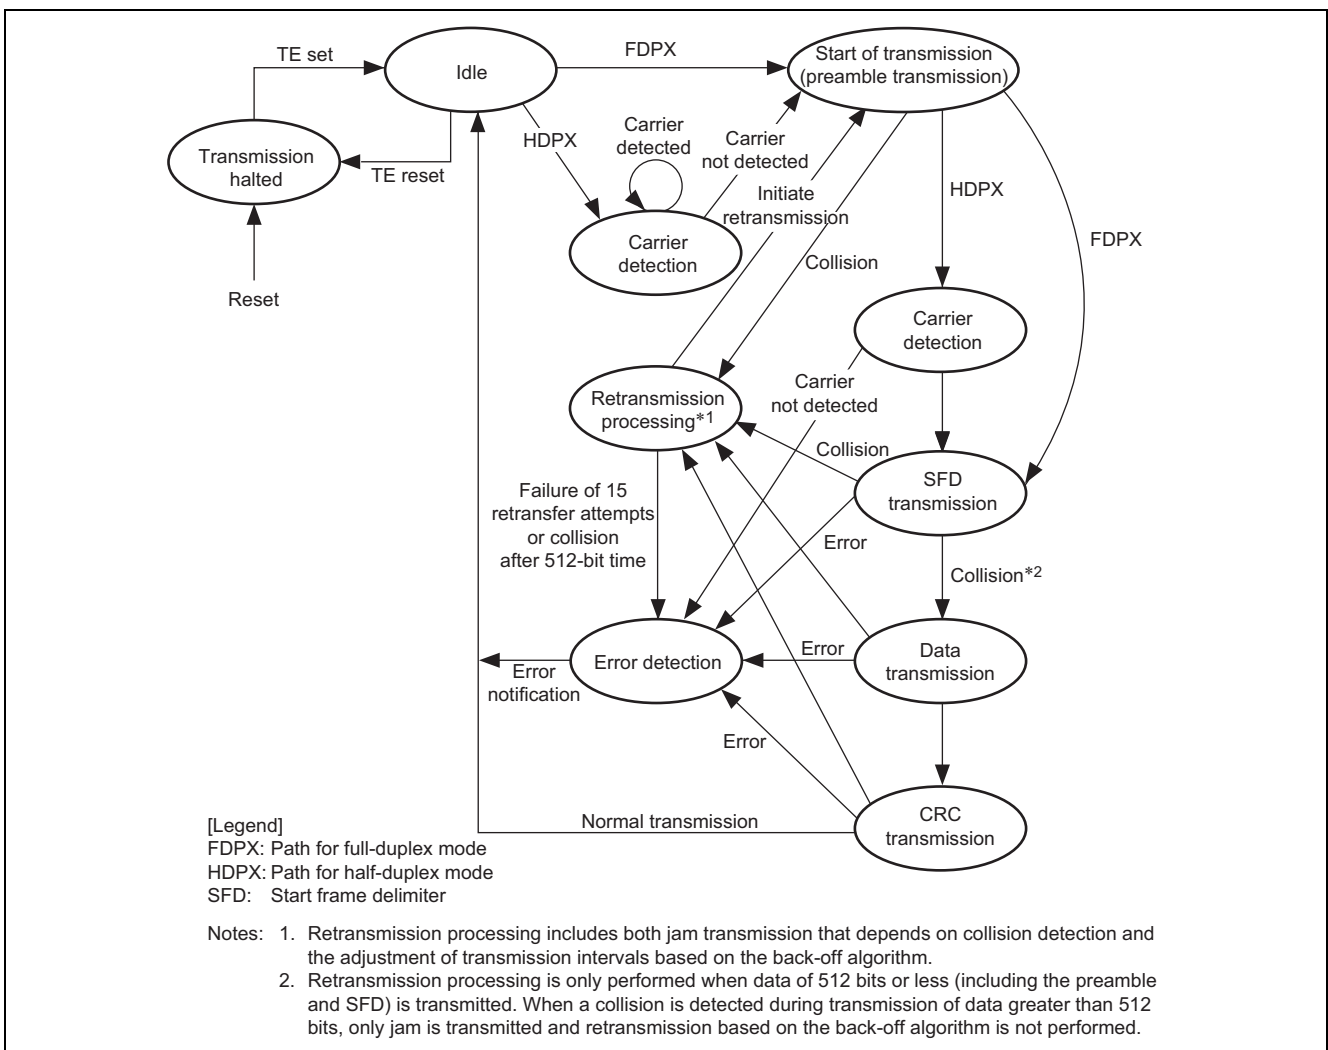 TE set
Idle
FDPX
Start of transmission
(preamble transmission)
HDPX
Carrier
detected
Carrier
not detected
Transmission
halted
TE reset
Initiate
retransmission
HDPX
Carrier
detection
Collision
FDPX
Reset
Carrier
detection
Carrier
not detected
Retransmission
processing*1
Collision
SFD
transmission
Failure of 15
retransfer attempts
or collision
after 512-bit time
Error
Collision*2
Error detection
Error
Data
transmission
Error
notification
Error
Normal transmission
CRC
transmission
[Legend]
FDPX: Path for full-duplex mode
HDPX: Path for half-duplex mode
SFD: Start frame delimiter
Notes: 1. Retransmission processing includes both jam transmission that depends on collision detection and
the adjustment of transmission intervals based on the back-off algorithm.
2. Retransmission processing is only performed when data of 512 bits or less (including the preamble
and SFD) is transmitted. When a collision is detected during transmission of data greater than 512
bits, only jam is transmitted and retransmission based on the back-off algorithm is not performed.